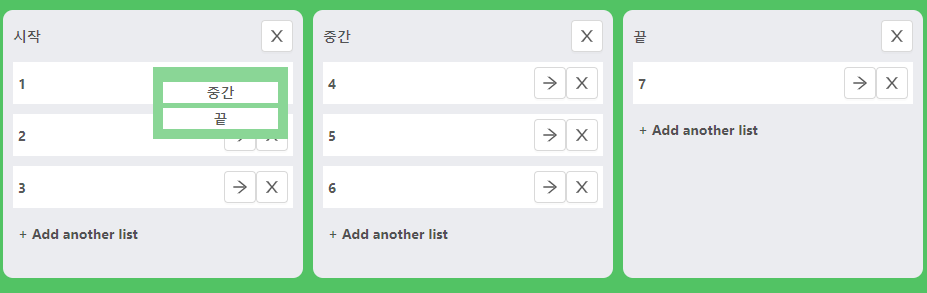 시작 X
1
중간
끝
2 → X
3 → X
+ Add another list
중간 X
4 → X
5 → X
6 → X
+ Add another list
끝 X
7 → X
+ Add another list